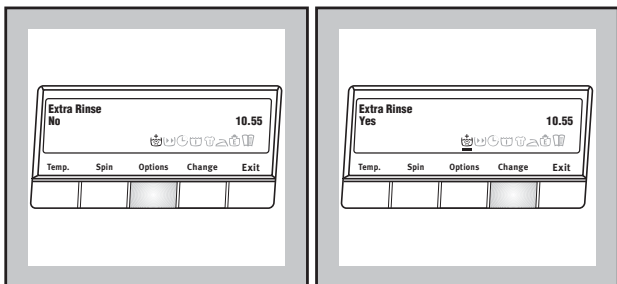 Extra Rinse
No 10.55
Temp. Spin Options Change Exit
Extra Rinse
Yes 10.55
Temp. Spin Options Change Exit